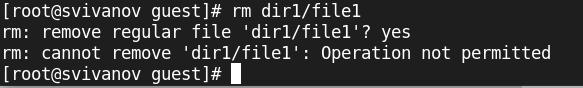 [root@svivanov guest]# rm dir1/file1
rm: remove regular file 'dir1/file1'? yes
rm: cannot remove 'dir1/file1': Operation not permitted
[root@svivanov guest]#